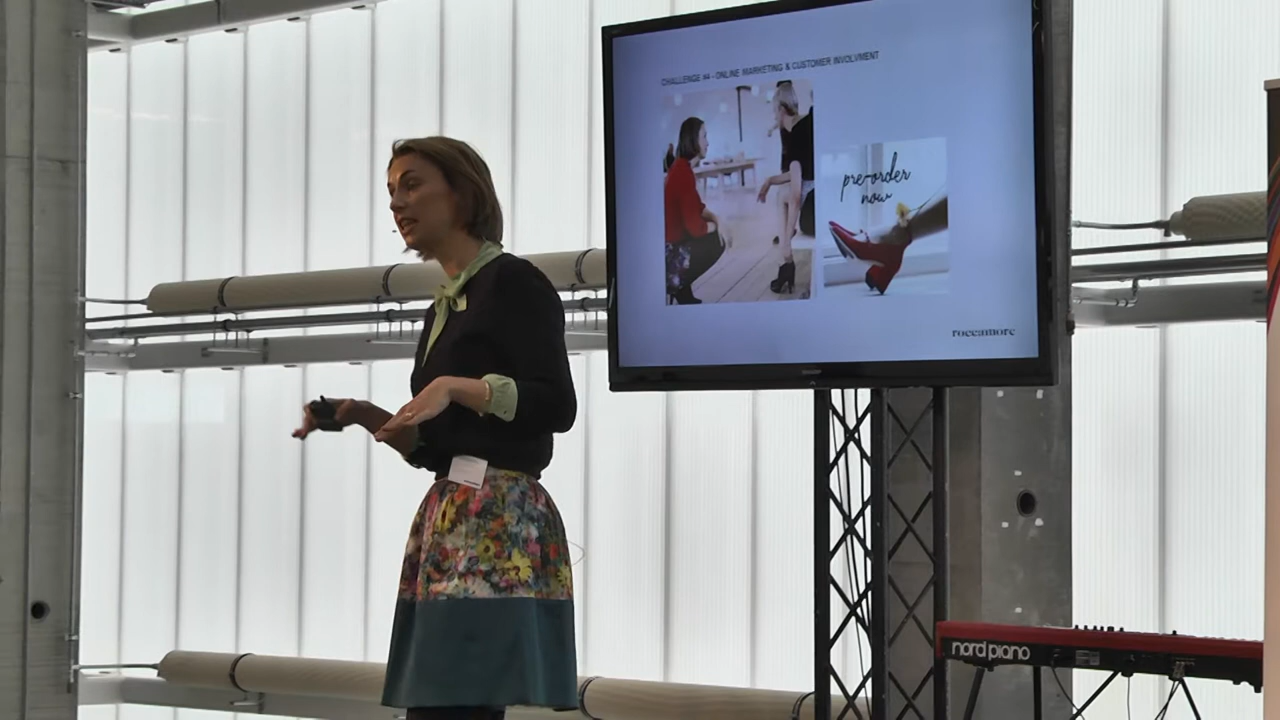 CHALLENGE #4 - ONLINE MARKETING & CUSTOMER INVOLVMENT
pre-order
now
roccamore
nord piano